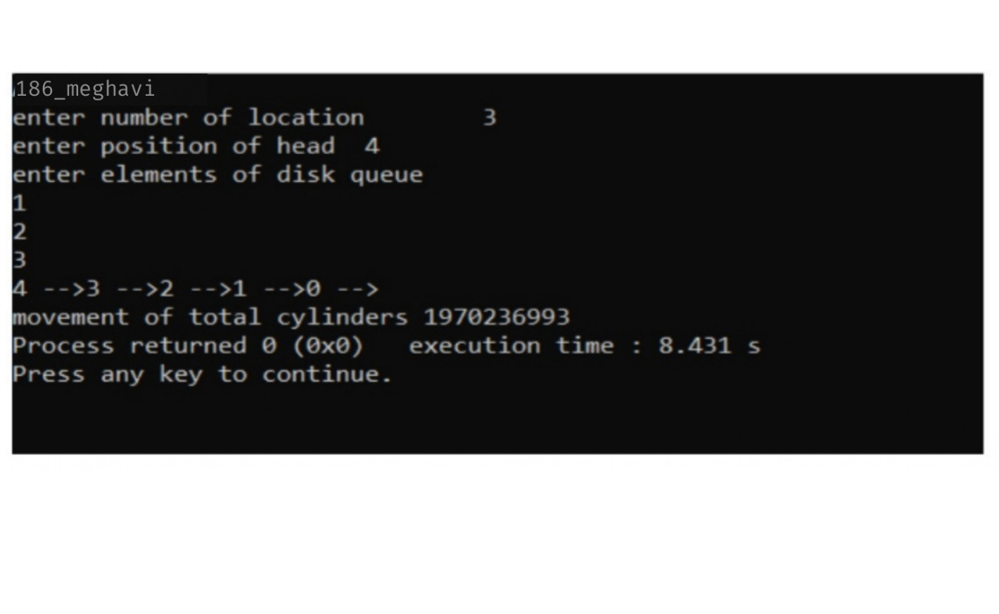 186_meghavi
enter number of location        3
enter position of head  4
enter elements of disk queue
1
2
3
4 -->3 -->2 -->1 -->0 -->
movement of total cylinders 1970236993
Process returned 0 (0x0)   execution time : 8.431 s
Press any key to continue.